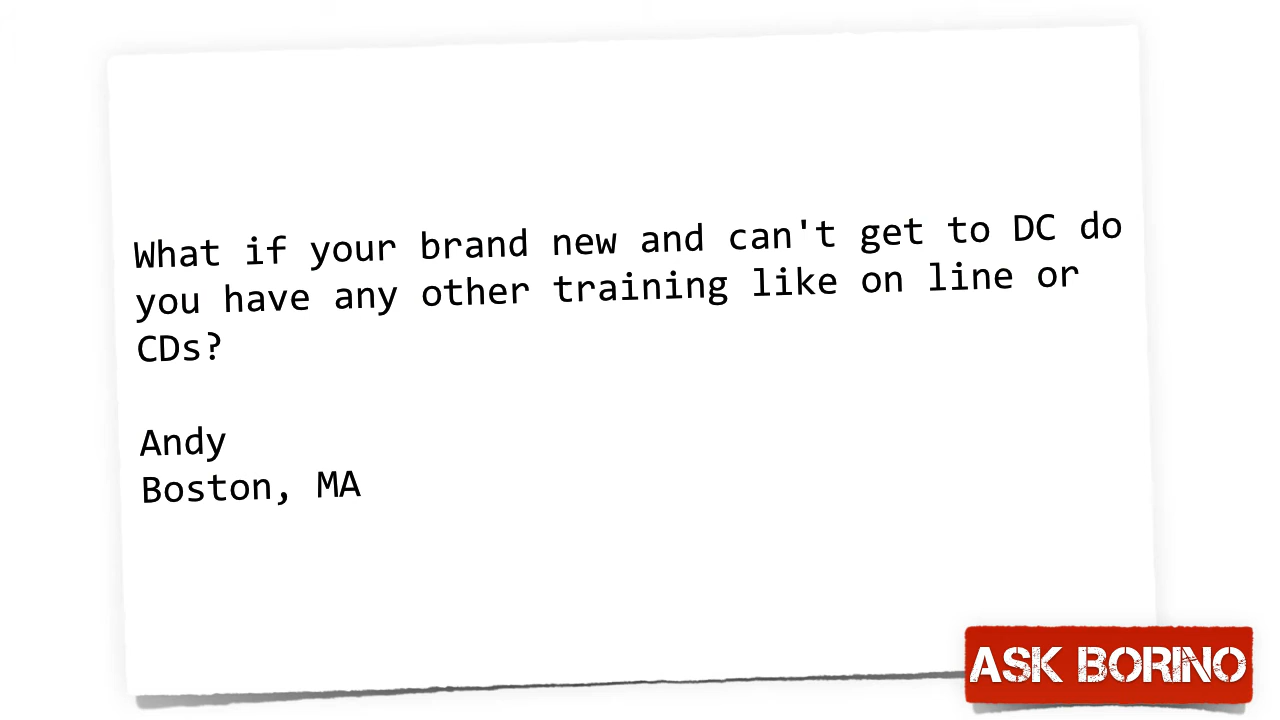 What if your brand new and can't get to DC do
you have any other training like on line or
CDs?
Andy
Boston, MA
ASK BORINO